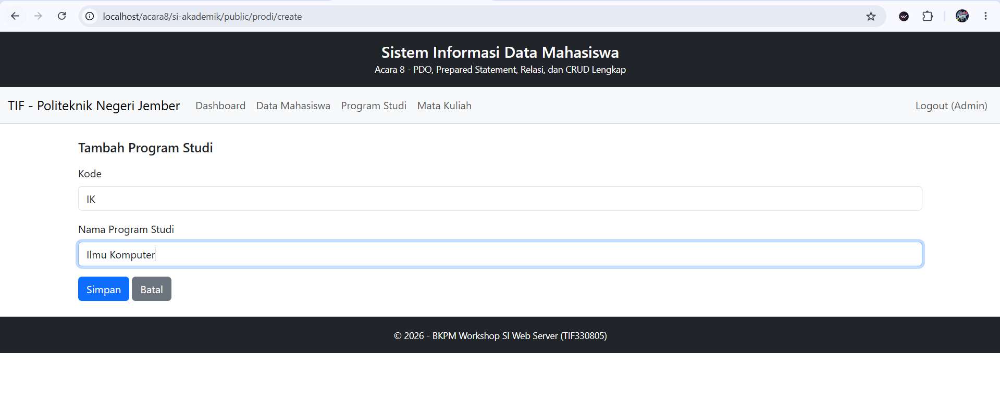 localhost/acara8/si-akademik/public/prodi/create
Sistem Informasi Data Mahasiswa
Acara 8 - PDO, Prepared Statement, Relasi, dan CRUD Lengkap
TIF - Politeknik Negeri Jember Dashboard Data Mahasiswa Program Studi Mata Kuliah Logout (Admin)
Tambah Program Studi
Kode
IK
Nama Program Studi
Ilmu Komputer
Simpan Batal
© 2026 - BKPM Workshop SI Web Server (TIF330805)